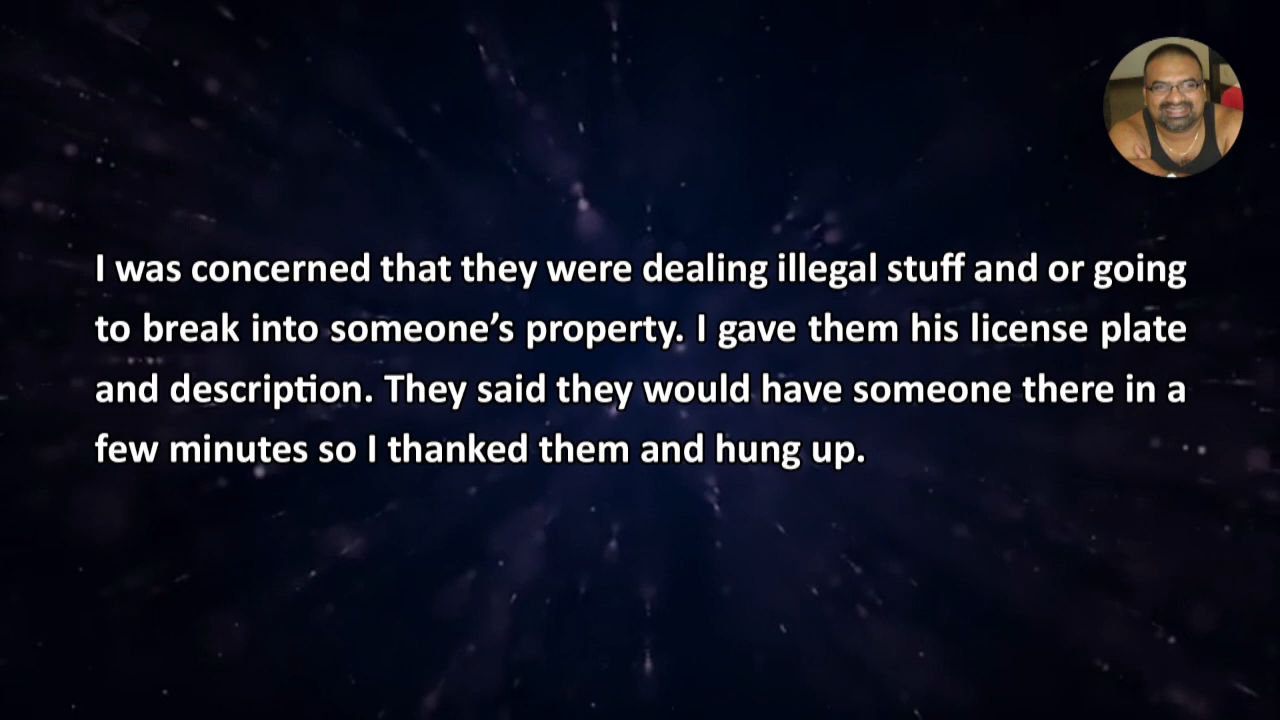 I was concerned that they were dealing illegal stuff and or going
to break into someone’s property. I gave them his license plate
and description. They said they would have someone there in a
few minutes so I thanked them and hung up.